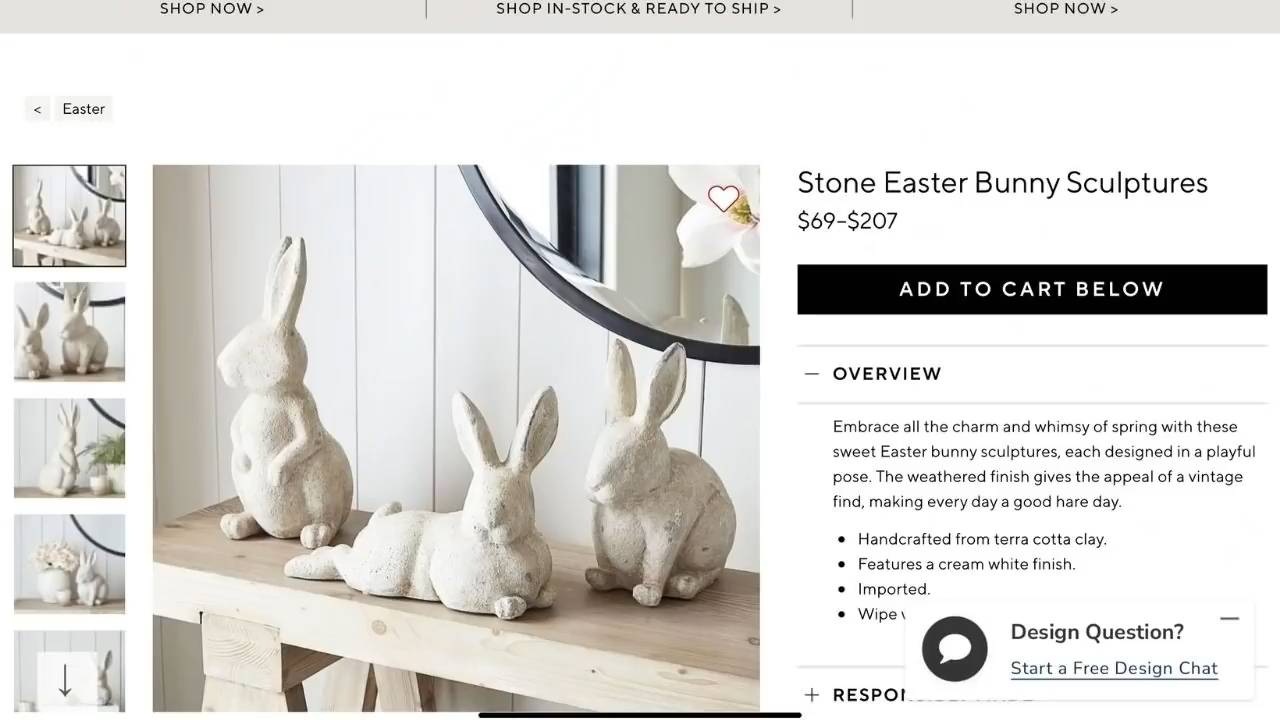 SHOP NOW >
SHOP IN-STOCK & READY TO SHIP >
SHOP NOW >
< Easter
Stone Easter Bunny Sculptures
$69–$207
ADD TO CART BELOW
— OVERVIEW
Embrace all the charm and whimsy of spring with these
sweet Easter bunny sculptures, each designed in a playful
pose. The weathered finish gives the appeal of a vintage
find, making every day a good hare day.
• Handcrafted from terra cotta clay.
• Features a cream white finish.
• Imported.
• Wipe
Design Question?
Start a Free Design Chat